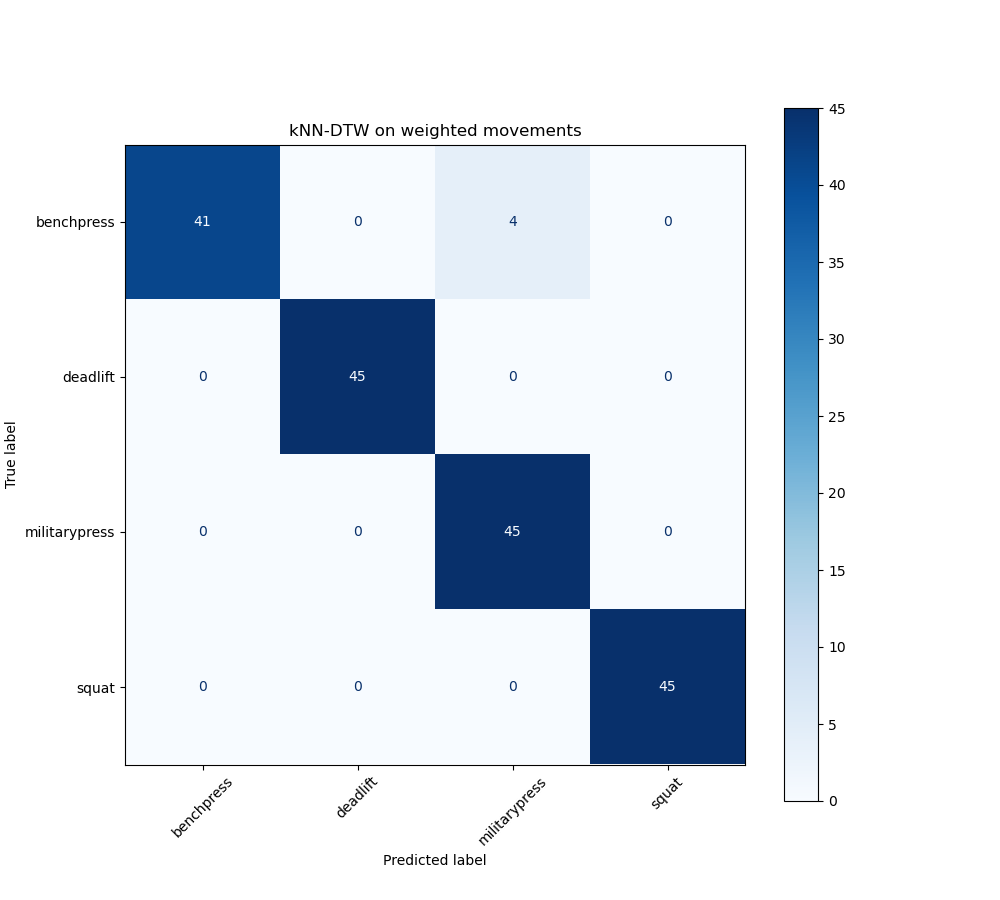 kNN-DTW on weighted movements
True label
benchpress 41 0 4 0
deadlift 0 45 0 0
militarypress 0 0 45 0
squat 0 0 0 45
benchpress deadlift militarypress squat
Predicted label
45
40
35
30
25
20
15
10
5
0